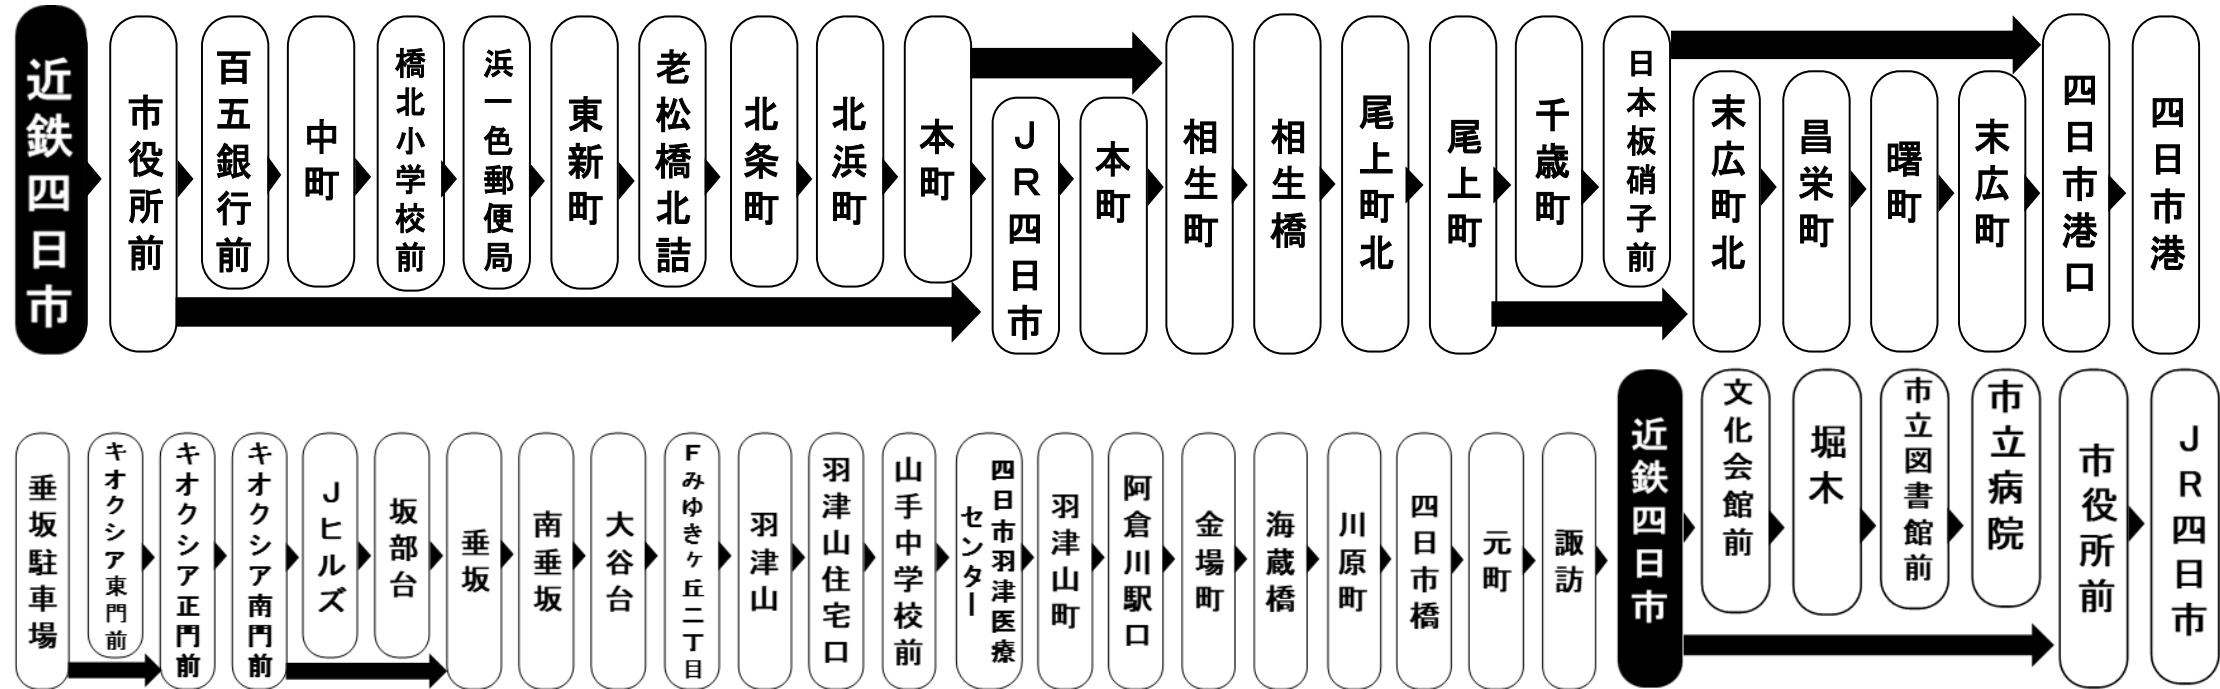 近鉄四日市
市役所前
百五銀行前
中町
橋北小学校前
浜一色郵便局
東新町
老松橋北詰
北条町
北浜町
本町
ＪＲ四日市
本町
相生町
相生橋
尾上町北
尾上町
千歳町
日本板硝子前
末広町北
昌栄町
曙町
末広町
四日市港口
四日市港
垂坂駐車場
キオクシア東門前
キオクシア正門前
キオクシア南門前
Ｊヒルズ
坂部台
垂坂
南垂坂
大谷台
Ｆみゆきヶ丘二丁目
羽津山
羽津山住宅口
山手中学校前
四日市羽津医療
センター
羽津山町
阿倉川駅口
金場町
海蔵橋
川原町
四日市橋
元町
諏訪
近鉄四日市
文化会館前
堀木
市立図書館前
市立病院
市役所前
ＪＲ四日市